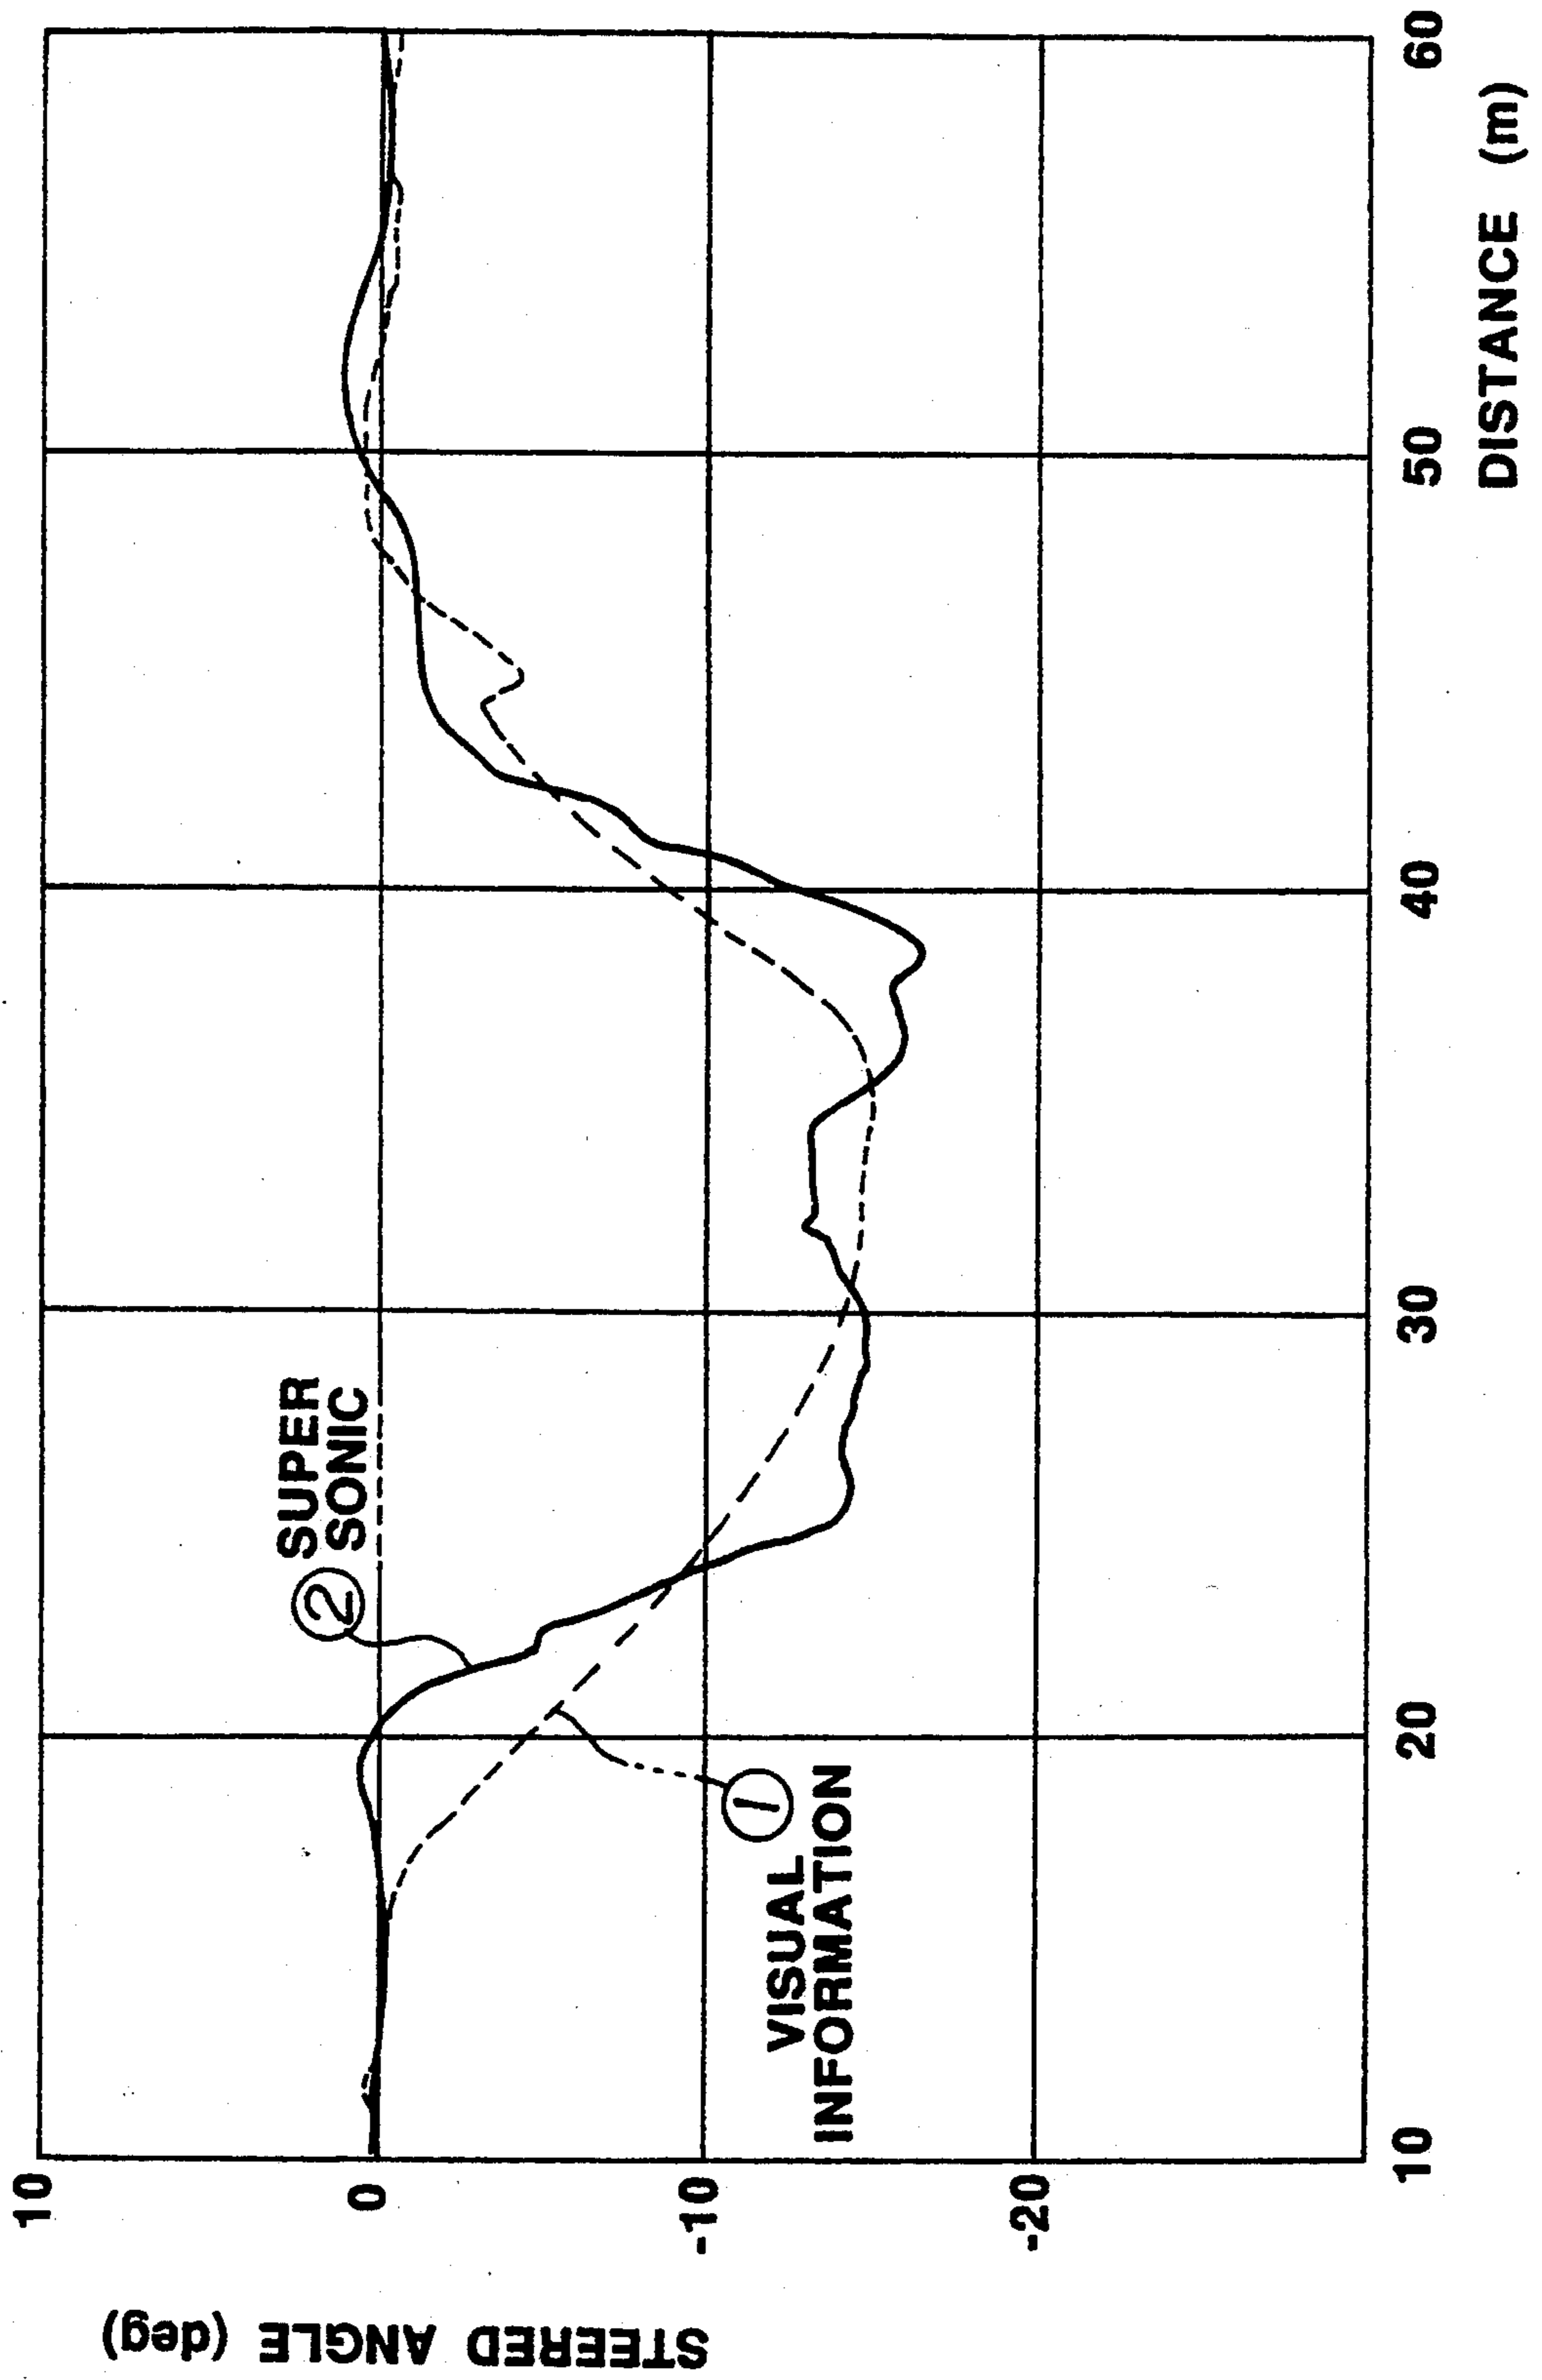 STEERED ANGLE (deg)
10
0
-10
-20
② SUPER
SONIC
①
VISUAL
INFORMATION
10
20
30
40
50
60
DISTANCE (m)